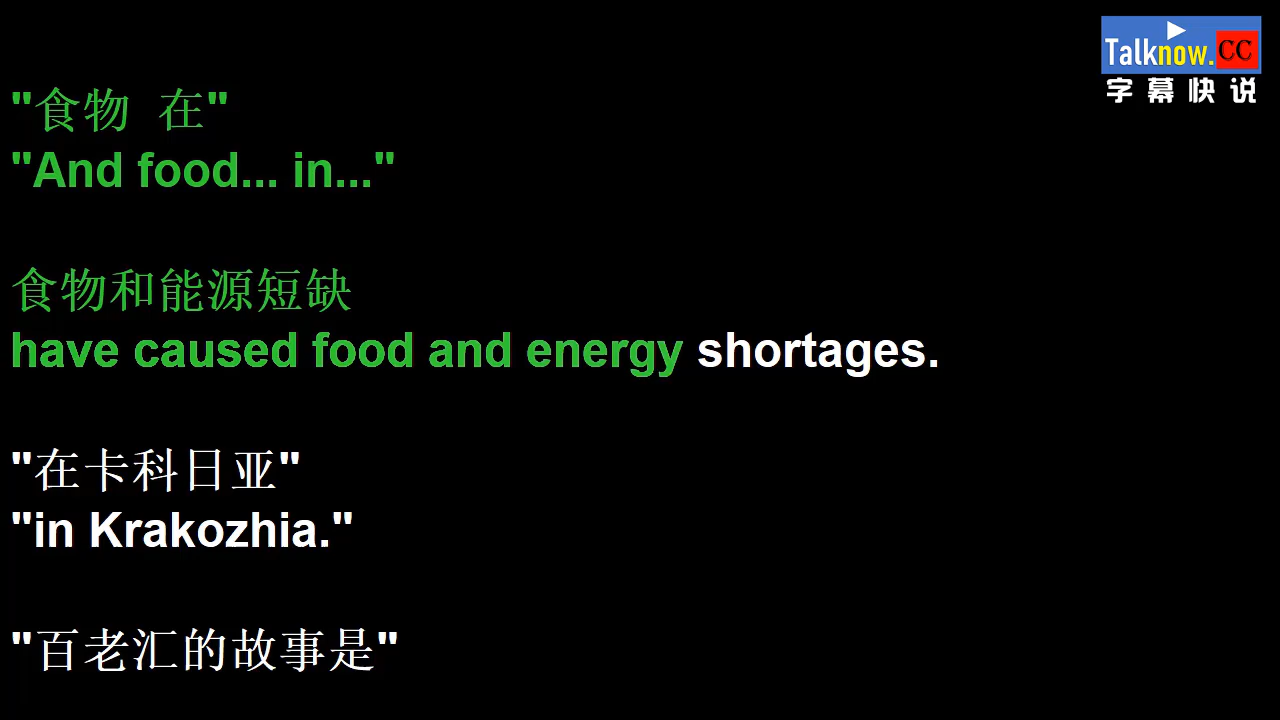 Talknow.CC
字幕快说
"食物 在"
"And food... in..."
食物和能源短缺
have caused food and energy shortages.
"在卡科日亚"
"in Krakozhia."
"百老汇的故事是"